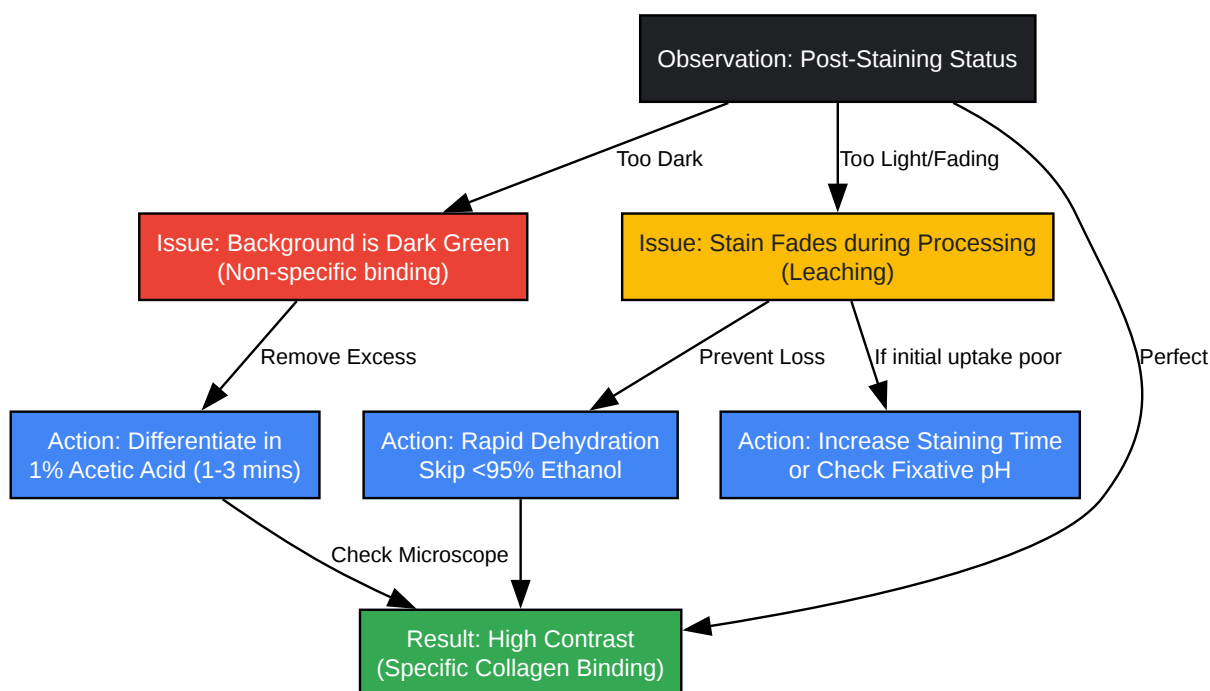 Observation: Post-Staining Status
Too Dark
Too Light/Fading
Issue: Background is Dark Green
(Non-specific binding)
Issue: Stain Fades during Processing
(Leaching)
Remove Excess
Prevent Loss
If initial uptake poor
Perfect
Action: Differentiate in
1% Acetic Acid (1-3 mins)
Action: Rapid Dehydration
Skip <95% Ethanol
Action: Increase Staining Time
or Check Fixative pH
Check Microscope
Result: High Contrast
(Specific Collagen Binding)